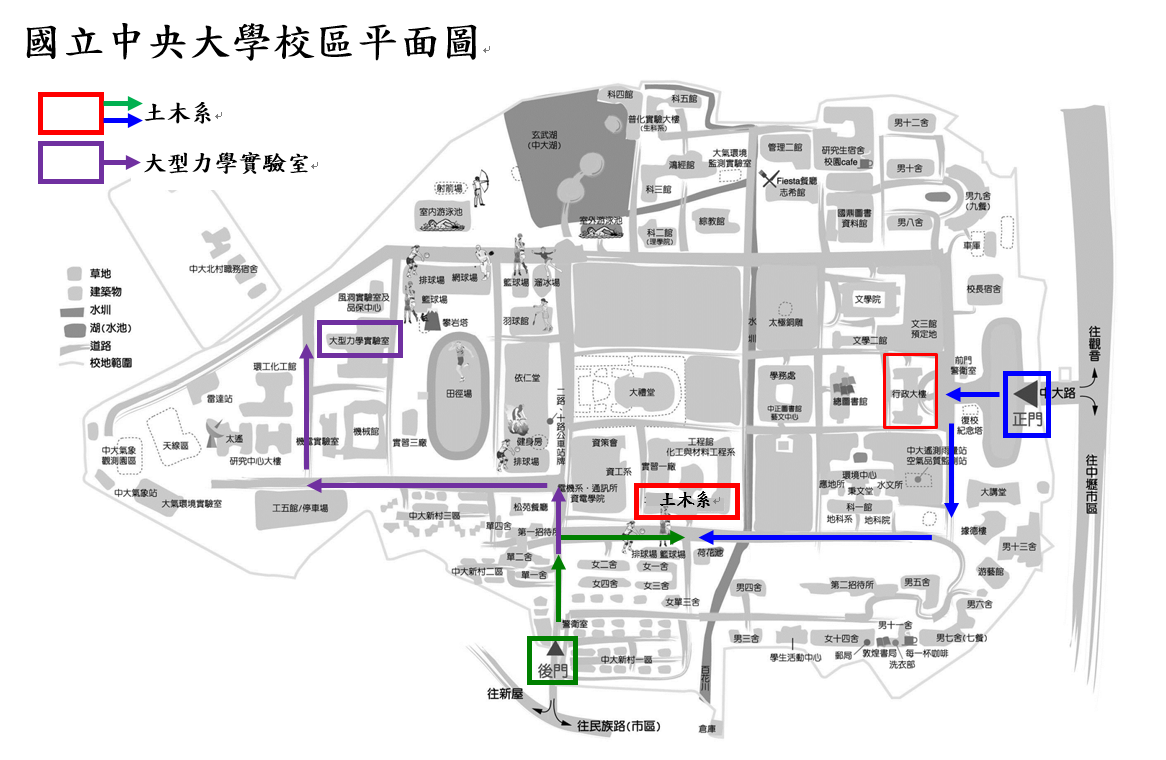 國立中央大學校區平面圖
土木系
大型力學實驗室
草地
建築物
水圳
湖(水池)
道路
校地範圍
中大北村職務宿舍
射箭場
室內游泳池
玄武湖
(中大湖)
室外游泳池
科四館
科五館
普化實驗大樓
(生科系)
鴻經館
大氣環境
監測實驗室
科三館
綜教館
科二館
(理學院)
管理二館
Fiesta餐廳
志希館
研究生宿舍
校園cafe
國鼎圖書
資料館
男十二舍
男十舍
男八舍
男九舍
(九餐)
車庫
校長宿舍
排球場
網球場
籃球場
籃球場
溜冰場
攀岩塔
羽球館
風洞實驗室及
品保中心
大型力學實驗室
環工化工館
雷達站
天線區
太遙
研究中心大樓
中大氣象
觀測園區
中大氣象站
大氣環境實驗室
機電實驗室
機械館
實習三廠
田徑場
依仁堂
健身房
排球場
二路、十路公車站牌
大禮堂
水圳
太極銅雕
文學院
文三館
預定地
文學二館
學務處
中正圖書館
藝文中心
總圖書館
行政大樓
前門
警衛室
復校
紀念塔
中大路
正門
往觀音
往中壢市區
資策會
資工系
工程館
化工與材料工程系
實習一廠
土木系
電機系、通訊所
資電學院
工五館/停車場
中大新村三區
單四舍
松苑餐廳
第一招待所
單二舍
單一舍
中大新村二區
排球場
籃球場
荷花池
女二舍
女一舍
女四舍
女三舍
女單三舍
中大遙測雨量站
空氣品質監測站
環境中心
應地所
秉文堂
水文所
科一館
地科系
地科院
大講堂
據德樓
男十三舍
遊藝館
男四舍
第二招待所
男五舍
男六舍
男三舍
學生活動中心
女十四舍
男十一舍
男七舍(七餐)
郵局
敦煌書局
每一杯咖啡
洗衣部
警衛室
後門
中大新村一區
百花川
往新屋
往民族路(市區)
倉庫